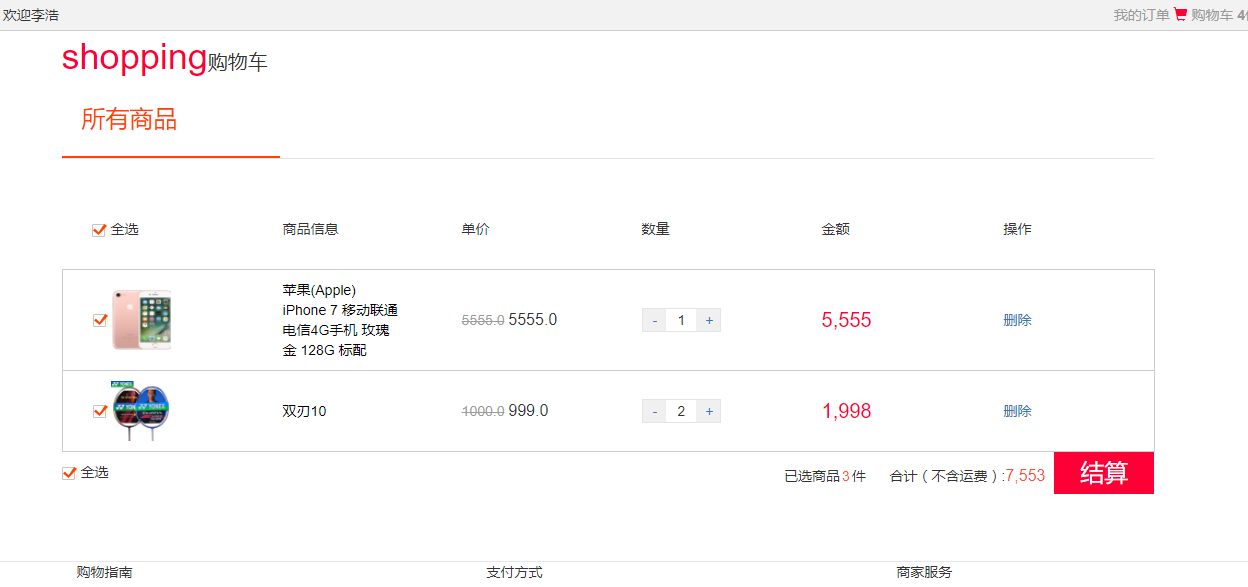 欢迎李浩
我的订单 购物车 4
shopping购物车
所有商品
全选 商品信息 单价 数量 金额 操作
苹果(Apple)
iPhone 7 移动联通
电信4G手机 玫瑰
金 128G 标配
5555.0 5555.0 - 1 + 5,555 删除
YONEX
双刃10 1000.0 999.0 - 2 + 1,998 删除
全选 已选商品3件 合计（不含运费）:7,553 结算
购物指南 支付方式 商家服务